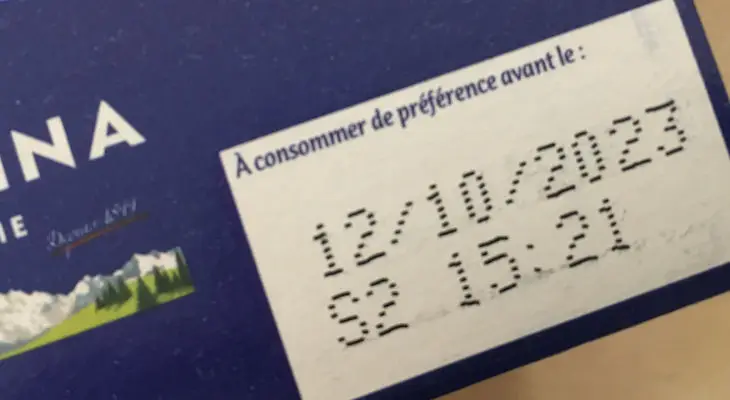 INA
IE
À consommer de préférence avant le :
12/10/2023
S2 15:21